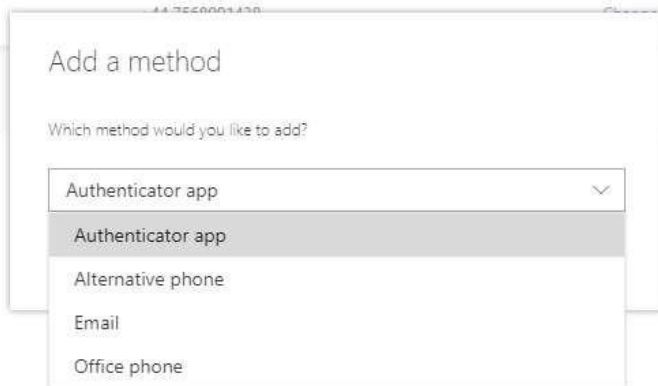 Add a method
Which method would you like to add?
Authenticator app
Authenticator app
Alternative phone
Email
Office phone